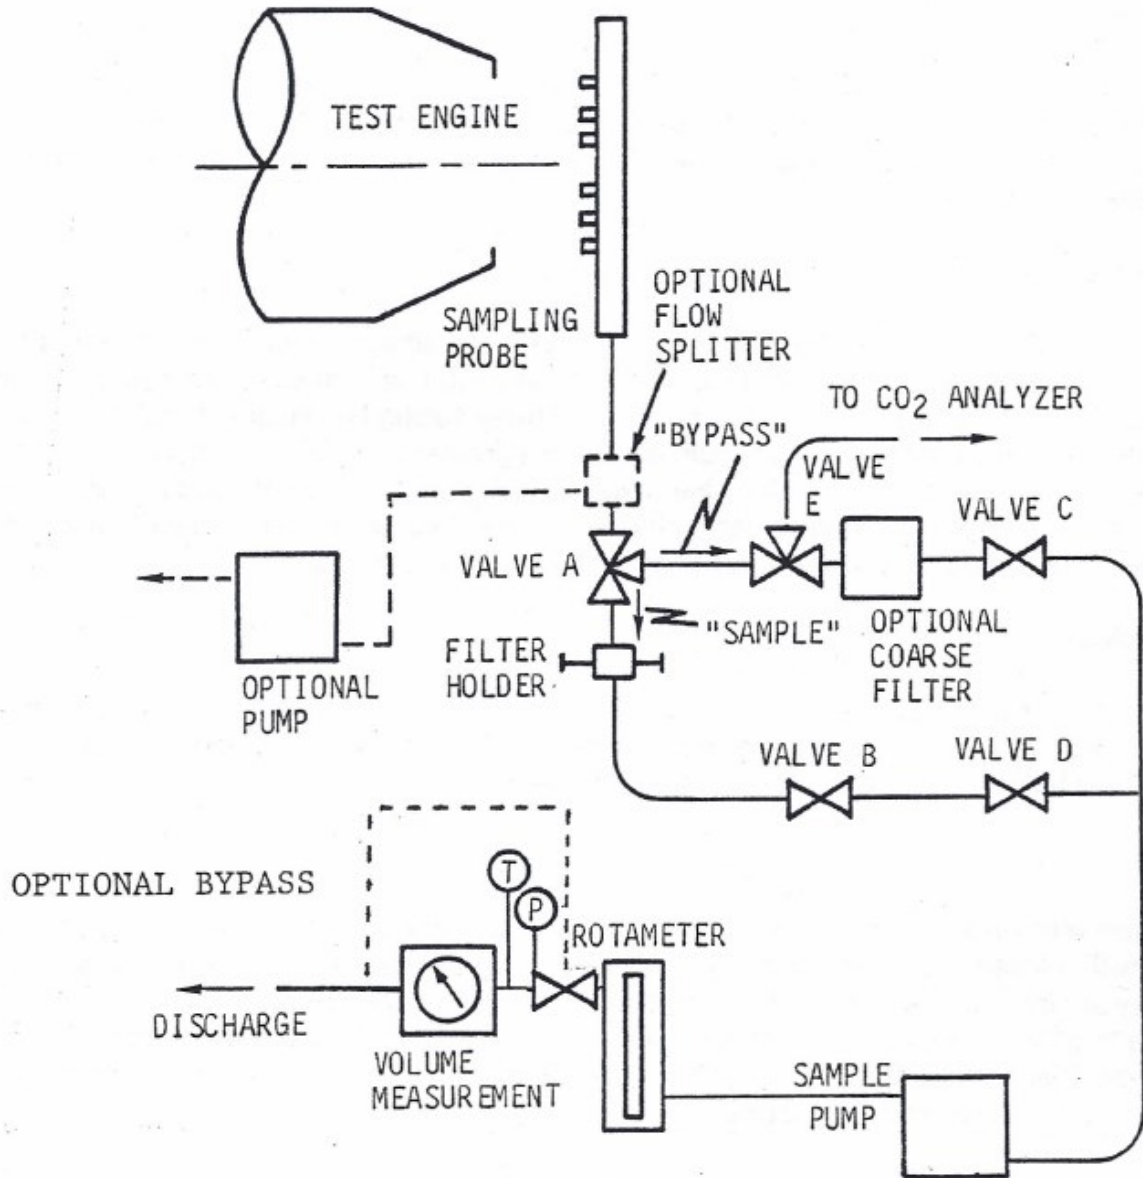 TEST ENGINE
SAMPLING
PROBE
OPTIONAL
FLOW
SPLITTER
TO CO₂ ANALYZER
"BYPASS"
VALVE
E
VALVE C
VALVE A
"SAMPLE"
OPTIONAL
COARSE
FILTER
FILTER
HOLDER
OPTIONAL
PUMP
VALVE B
VALVE D
OPTIONAL BYPASS
T
P
ROTAMETER
DISCHARGE
VOLUME
MEASUREMENT
SAMPLE
PUMP